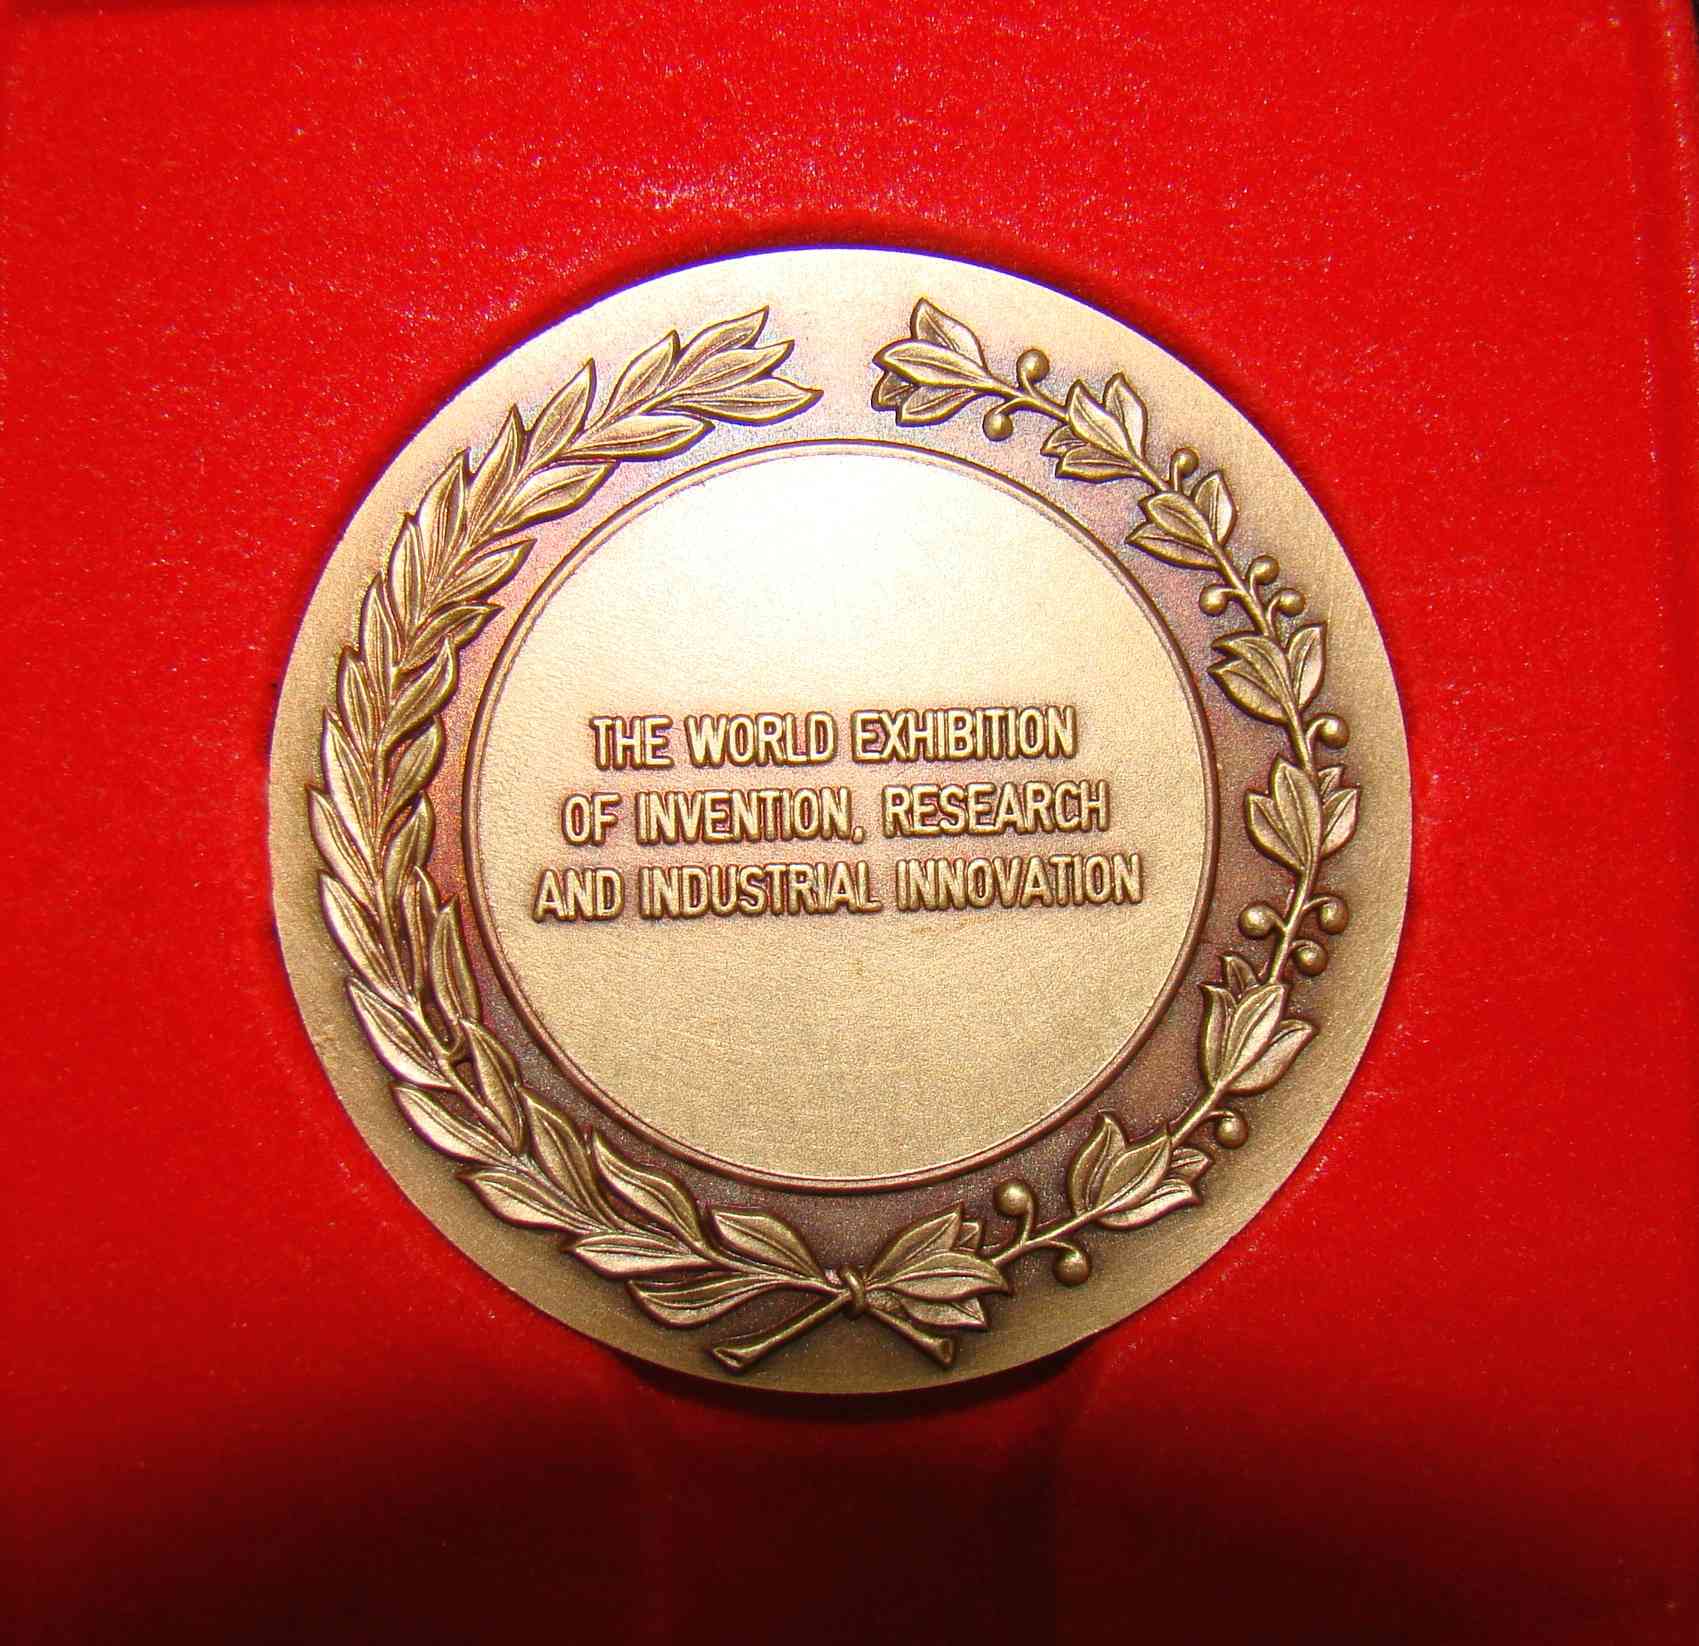 THE WORLD EXHIBITION
OF INVENTION, RESEARCH
AND INDUSTRIAL INNOVATION